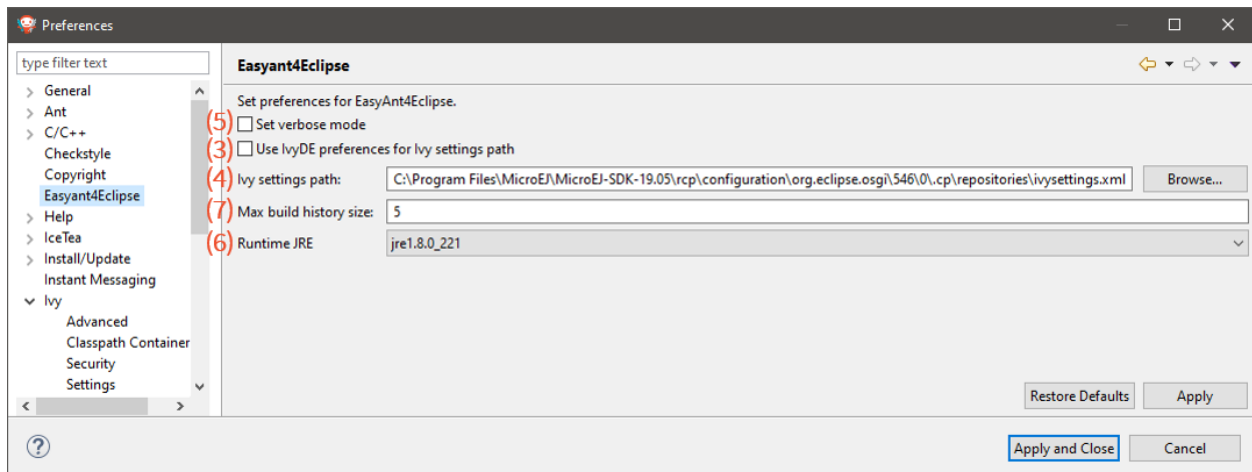 Preferences
type filter text
General
Ant
C/C++
Checkstyle
Copyright
Easyant4Eclipse
Help
IceTea
Install/Update
Instant Messaging
Ivy
Advanced
Classpath Container
Security
Settings
Easyant4Eclipse
Set preferences for EasyAnt4Eclipse.
(5) Set verbose mode
(3) Use IvyDE preferences for Ivy settings path
(4) Ivy settings path: C:\Program Files\MicroEJ\MicroEJ-SDK-19.05\rcp\configuration\org.eclipse.osgi\546\0\.cp\repositories\ivysettings.xml Browse...
(7) Max build history size: 5
(6) Runtime JRE jre1.8.0_221
Restore Defaults Apply
? Apply and Close Cancel